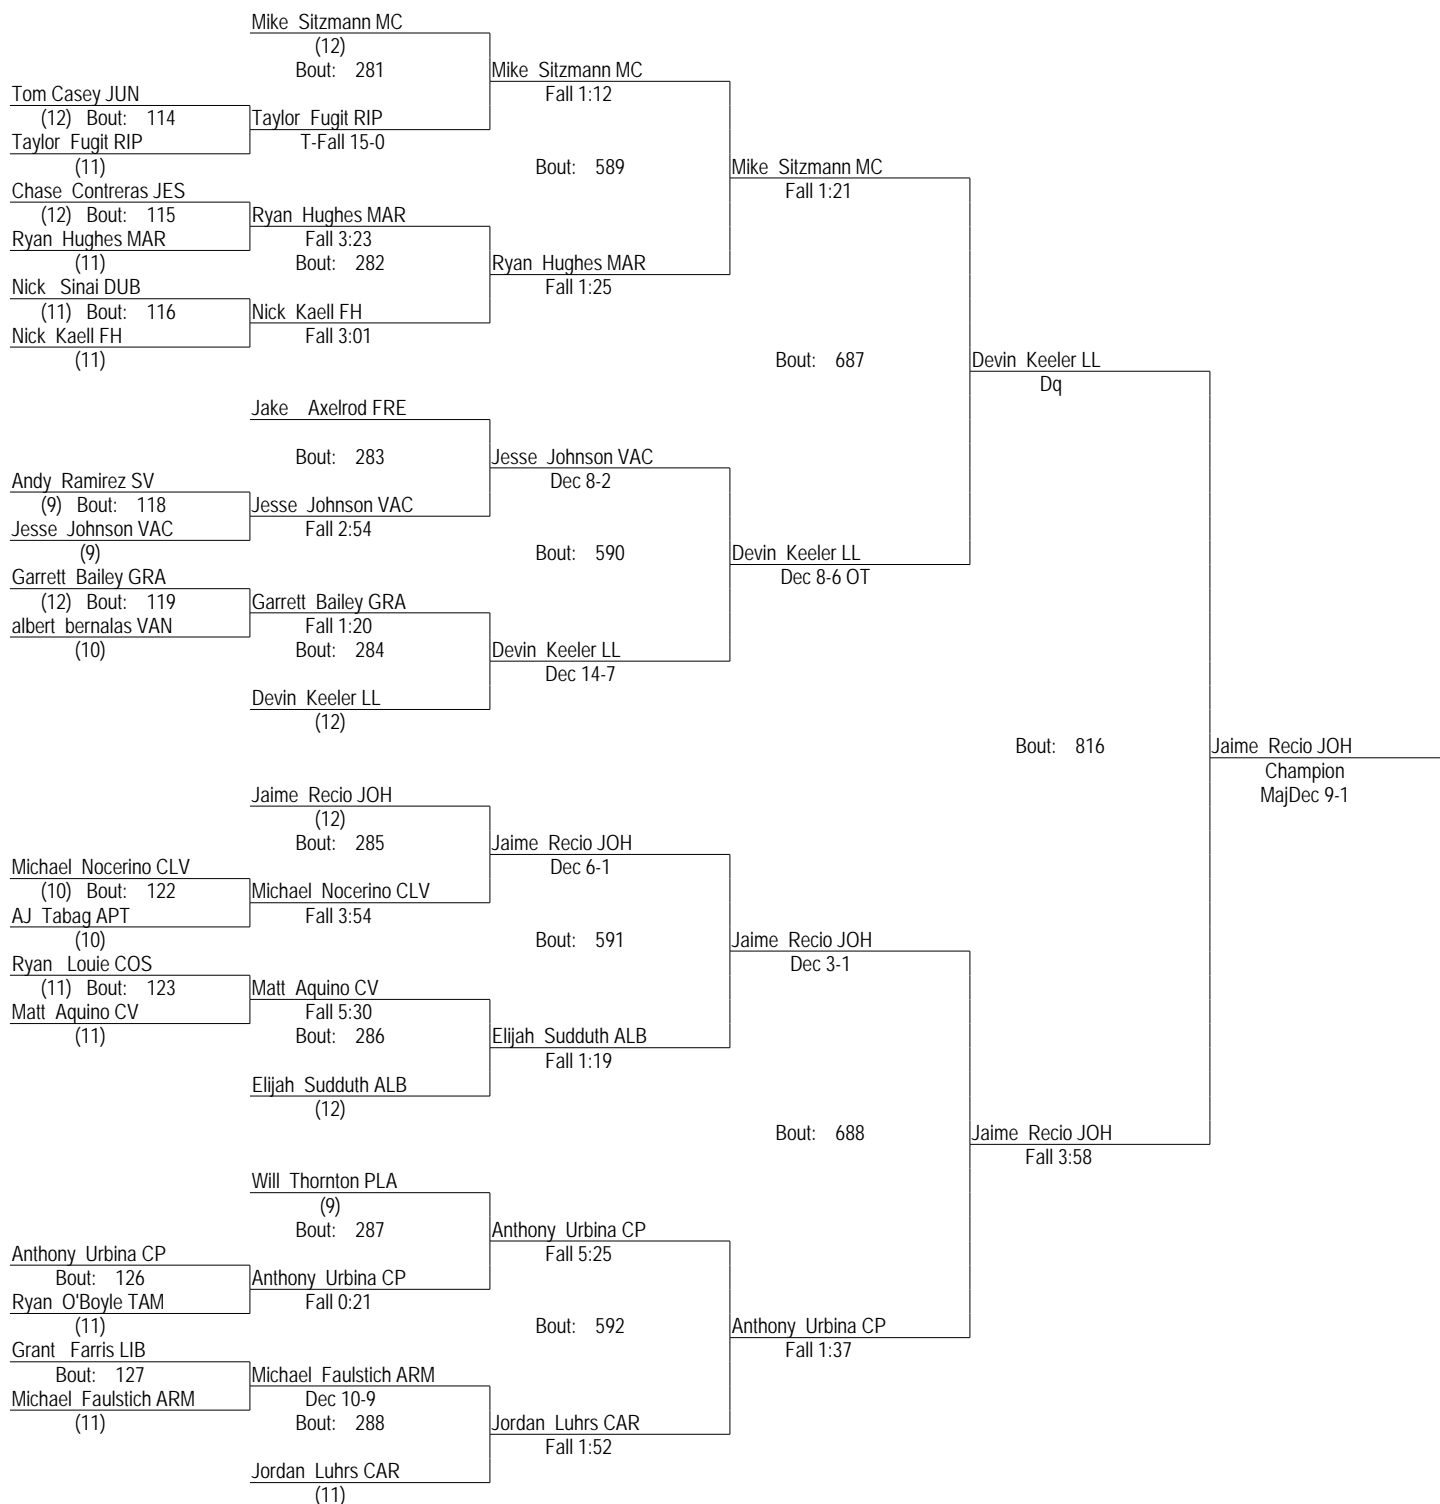 Mike Sitzmann MC
(12)
Bout: 281
Mike Sitzmann MC
Fall 1:12
Tom Casey JUN
(12) Bout: 114
Taylor Fugit RIP
Taylor Fugit RIP
T-Fall 15-0
(11)
Bout: 589
Mike Sitzmann MC
Fall 1:21
Chase Contreras JES
(12) Bout: 115
Ryan Hughes MAR
Ryan Hughes MAR
Fall 3:23
(11)
Bout: 282
Ryan Hughes MAR
Fall 1:25
Nick Sinai DUB
(11) Bout: 116
Nick Kaell FH
Nick Kaell FH
Fall 3:01
(11)
Bout: 687
Devin Keeler LL
Dq
Jake Axelrod FRE
Bout: 283
Jesse Johnson VAC
Dec 8-2
Andy Ramirez SV
(9) Bout: 118
Jesse Johnson VAC
Jesse Johnson VAC
Fall 2:54
(9)
Bout: 590
Devin Keeler LL
Dec 8-6 OT
Garrett Bailey GRA
(12) Bout: 119
Garrett Bailey GRA
albert bernalas VAN
Fall 1:20
(10)
Bout: 284
Devin Keeler LL
Dec 14-7
Devin Keeler LL
(12)
Bout: 816
Jaime Recio JOH
Champion
MajDec 9-1
Jaime Recio JOH
(12)
Bout: 285
Jaime Recio JOH
Dec 6-1
Michael Nocerino CLV
(10) Bout: 122
Michael Nocerino CLV
AJ Tabag APT
Fall 3:54
(10)
Bout: 591
Jaime Recio JOH
Dec 3-1
Ryan Louie COS
(11) Bout: 123
Matt Aquino CV
Matt Aquino CV
Fall 5:30
(11)
Bout: 286
Elijah Sudduth ALB
Fall 1:19
Elijah Sudduth ALB
(12)
Bout: 688
Jaime Recio JOH
Fall 3:58
Will Thornton PLA
(9)
Bout: 287
Anthony Urbina CP
Fall 5:25
Anthony Urbina CP
Bout: 126
Anthony Urbina CP
Ryan O'Boyle TAM
Fall 0:21
(11)
Bout: 592
Anthony Urbina CP
Fall 1:37
Grant Farris LIB
Bout: 127
Michael Faulstich ARM
Michael Faulstich ARM
Dec 10-9
(11)
Bout: 288
Jordan Luhrs CAR
Fall 1:52
Jordan Luhrs CAR
(11)